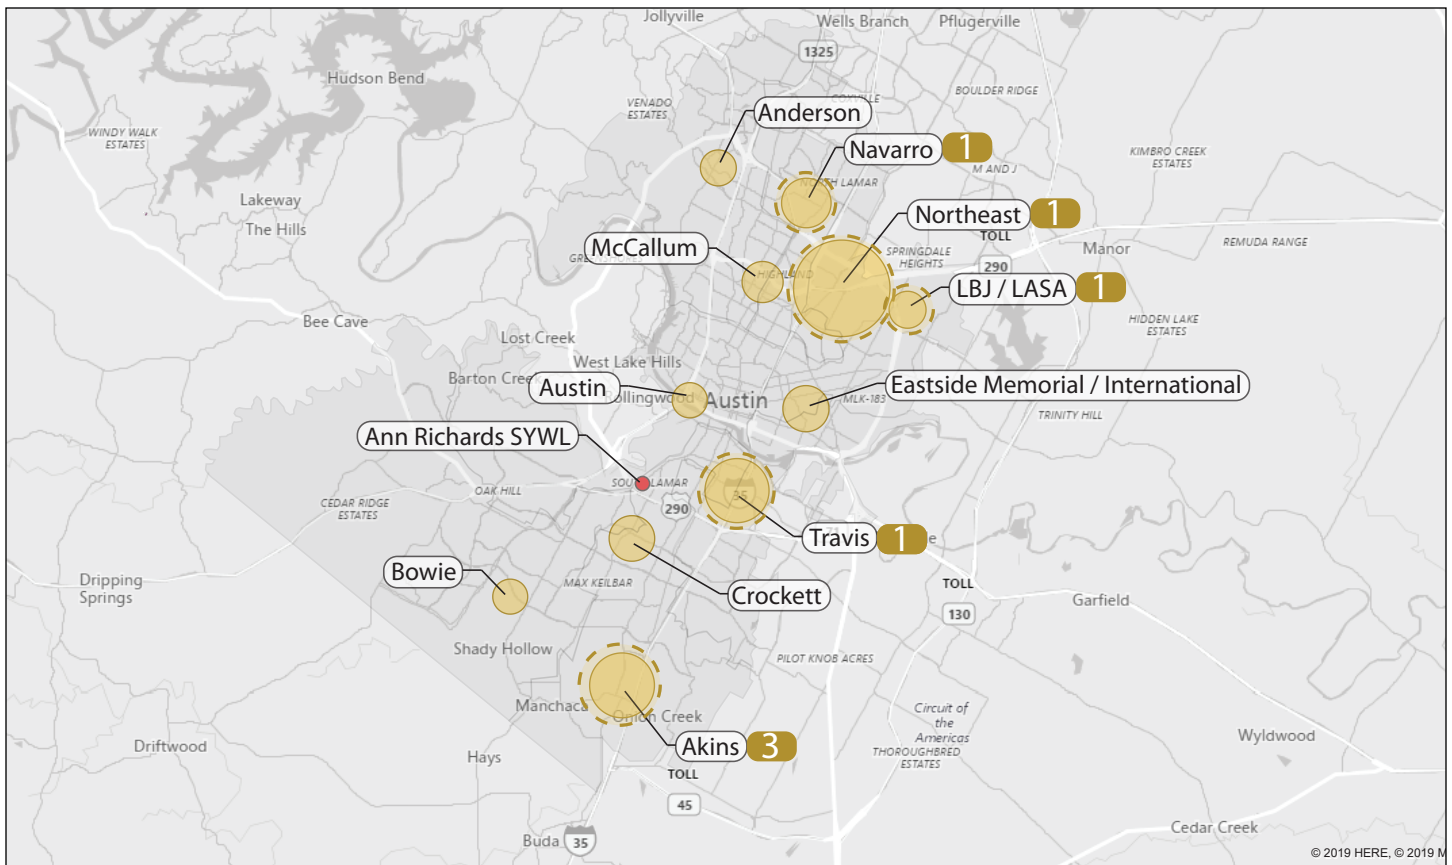 Jollyville
Wells Branch
Pflugerville
1325
Hudson Bend
VENADO
ESTATES
COXVILLE
BOULDER RIDGE
Anderson
WINDY WALK
ESTATES
Navarro 1
KIMBRO CREEK
ESTATES
M AND J
NORTH LAMAR
Lakeway
The Hills
Northeast 1
TOLL
290
Manor
REMUDA RANGE
McCallum
GREENSHORES
HIGHLAND
SPRINGDALE
HEIGHTS
LBJ / LASA 1
HIDDEN LAKE
ESTATES
Bee Cave
Lost Creek
West Lake Hills
Barton Creek
Rollingwood
Austin
Austin
Eastside Memorial / International
MLK-183
TRINITY HILL
Ann Richards SYWL
SOUTH LAMAR
OAK HILL
CEDAR RIDGE
ESTATES
290
35
71
Travis 1
Crockett
Bowie
MAX KEILBAR
Dripping
Springs
TOLL
130
Garfield
Shady Hollow
PILOT KNOB ACRES
Manchaca
Onion Creek
Circuit of
the
Americas
THOROUGHBRED
ESTATES
Wyldwood
Driftwood
Hays
Akins 3
TOLL
45
Buda
35
Cedar Creek
© 2019 HERE, © 2019 M